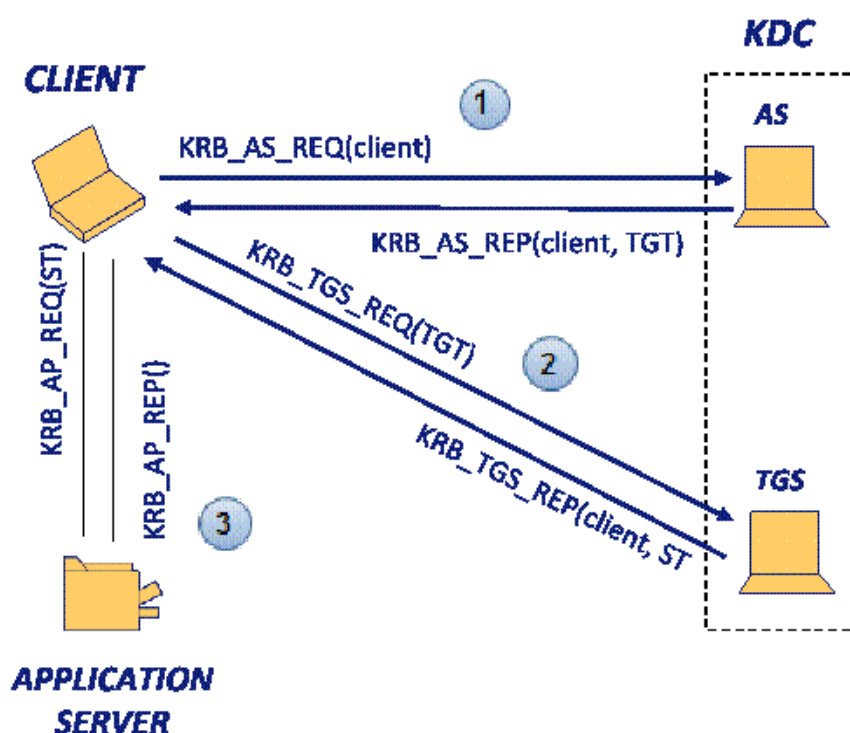 KDC
CLIENT
1
AS
KRB_AS_REQ(client)
KRB_AS_REP(client, TGT)
KRB_TGS_REQ(TGT)
2
KRB_TGS_REP(client, ST
KRB_AP_REQ(ST)
KRB_AP_REP()
3
TGS
APPLICATION
SERVER